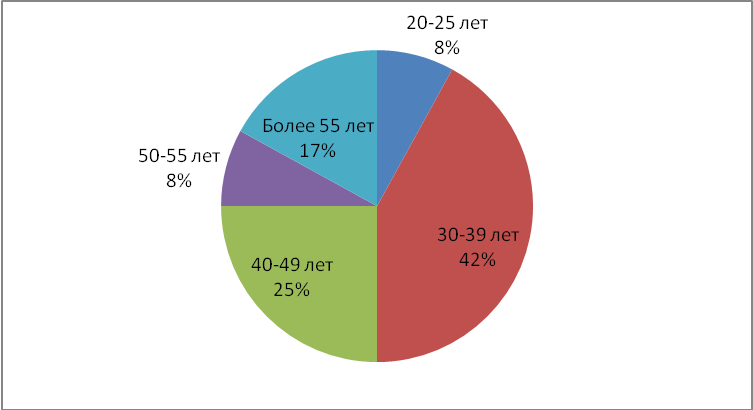 20-25 лет
8%
Более 55 лет
17%
50-55 лет
8%
30-39 лет
42%
40-49 лет
25%